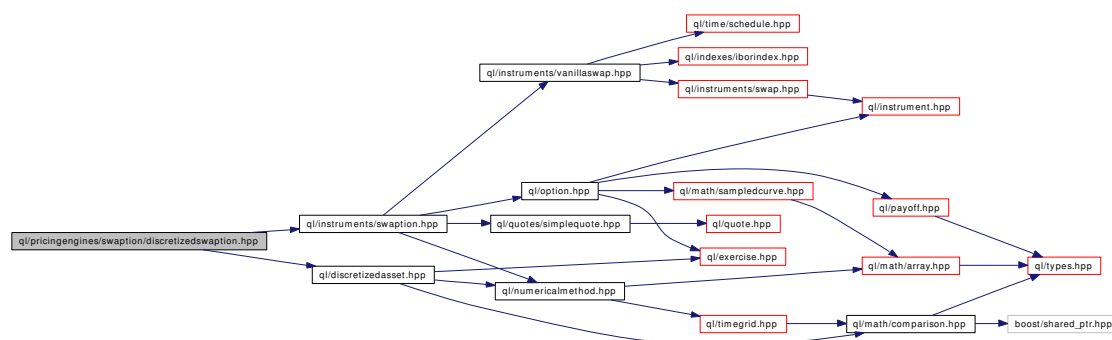 ql/time/schedule.hpp
ql/indexes/iborindex.hpp
ql/instruments/vanillaswap.hpp
ql/instruments/swap.hpp
ql/instrument.hpp
ql/option.hpp
ql/math/sampledcurve.hpp
ql/payoff.hpp
ql/instruments/swaption.hpp
ql/quotes/simplequote.hpp
ql/quote.hpp
ql/pricingengines/swaption/discretizedswaption.hpp
ql/exercise.hpp
ql/math/array.hpp
ql/types.hpp
ql/discretizedasset.hpp
ql/numericalmethod.hpp
ql/timegrid.hpp
ql/math/comparison.hpp
boost/shared_ptr.hpp